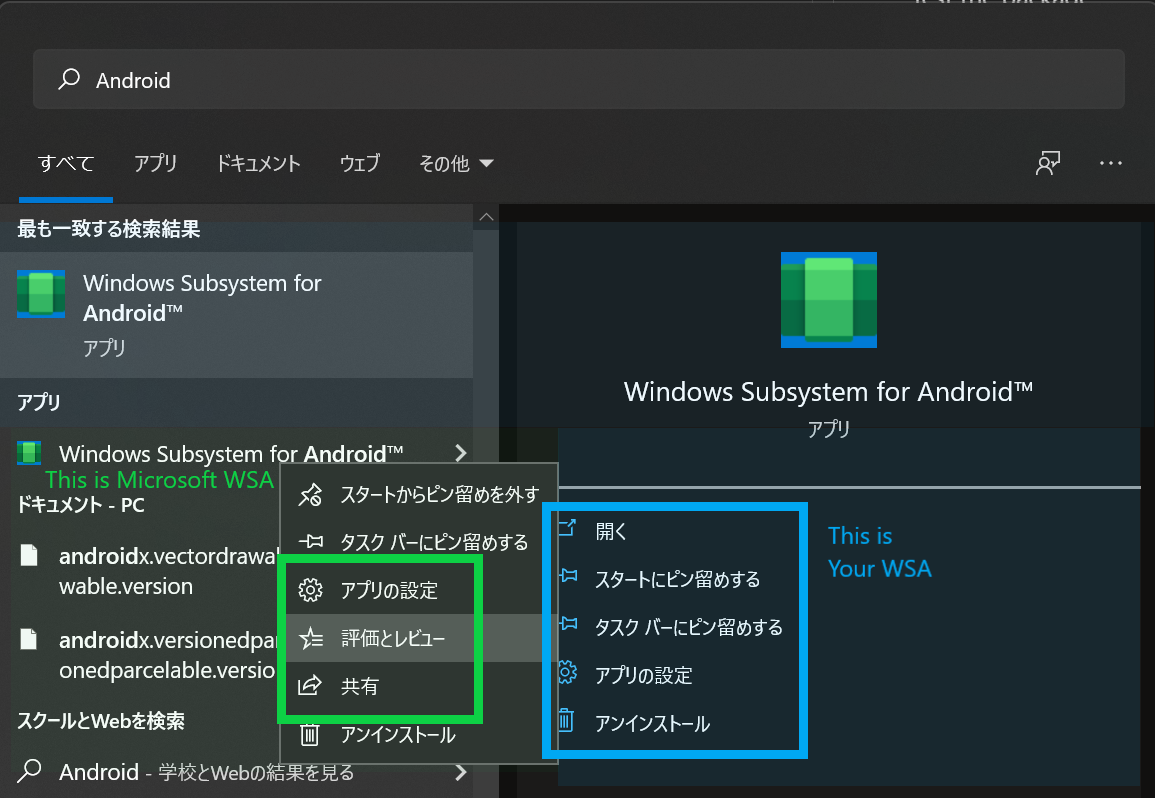 Android
すべて アプリ ドキュメント ウェブ その他
最も一致する検索結果
Windows Subsystem for
Android™
アプリ
アプリ
Windows Subsystem for Android™
This is Microsoft WSA
ドキュメント - PC
androidx.vectordrawa
wable.version
androidx.versionedpar
onedparcelable.versio
スクールとWebを検索
Android - 学校とWebの結果を見る
スタートからピン留めを外す
タスク バーにピン留めする
アプリの設定
評価とレビュー
共有
アンインストール
Windows Subsystem for Android™
アプリ
開く
スタートにピン留めする
タスク バーにピン留めする
アプリの設定
アンインストール
This is
Your WSA